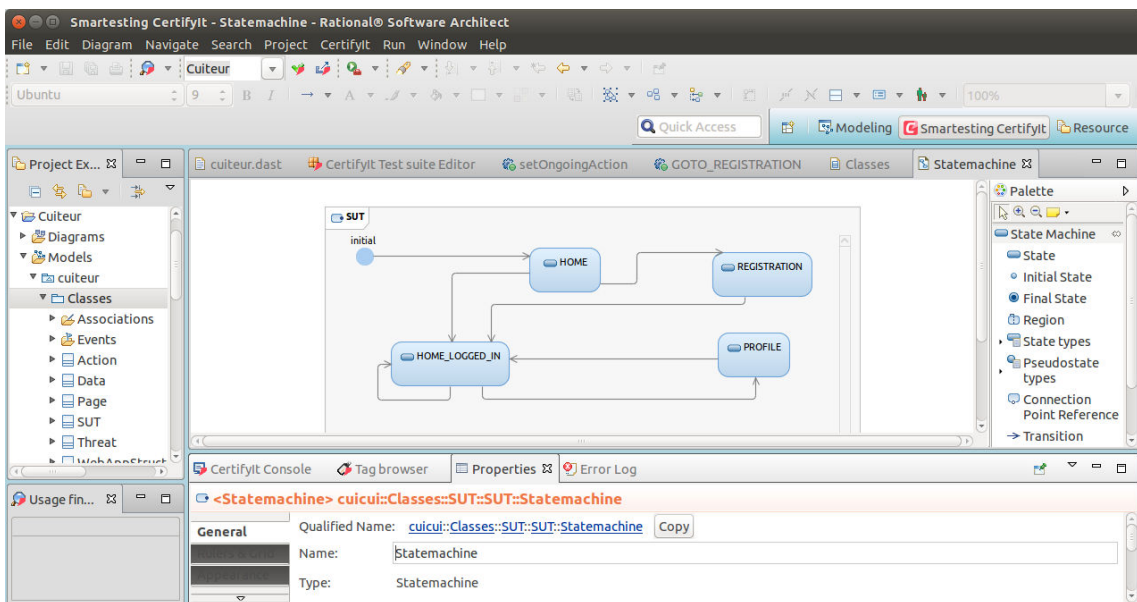 Smartesting CertifyIt - Statemachine - Rational® Software Architect
File Edit Diagram Navigate Search Project CertifyIt Run Window Help
Cuiteur
Ubuntu 9 B I A 100%
Quick Access Modeling Smartesting CertifyIt Resource
Project Ex... cuiteur.dast CertifyIt Test suite Editor setOngoingAction GOTO_REGISTRATION Classes Statemachine
Palette
Cuiteur
Diagrams
Models
cuiteur
Classes
Associations
Events
Action
Data
Page
SUT
Threat
WebAppStruct
SUT
initial
HOME
REGISTRATION
HOME_LOGGED_IN
PROFILE
State Machine
State
Initial State
Final State
Region
State types
Pseudostate
types
Connection
Point Reference
Transition
CertifyIt Console Tag browser Properties Error Log
Usage fin...
<Statemachine> cuicui::Classes::SUT::SUT::Statemachine
General
Rulers & Grid
Appearance
Qualified Name: cuicui::Classes::SUT::SUT::Statemachine Copy
Name: Statemachine
Type: Statemachine